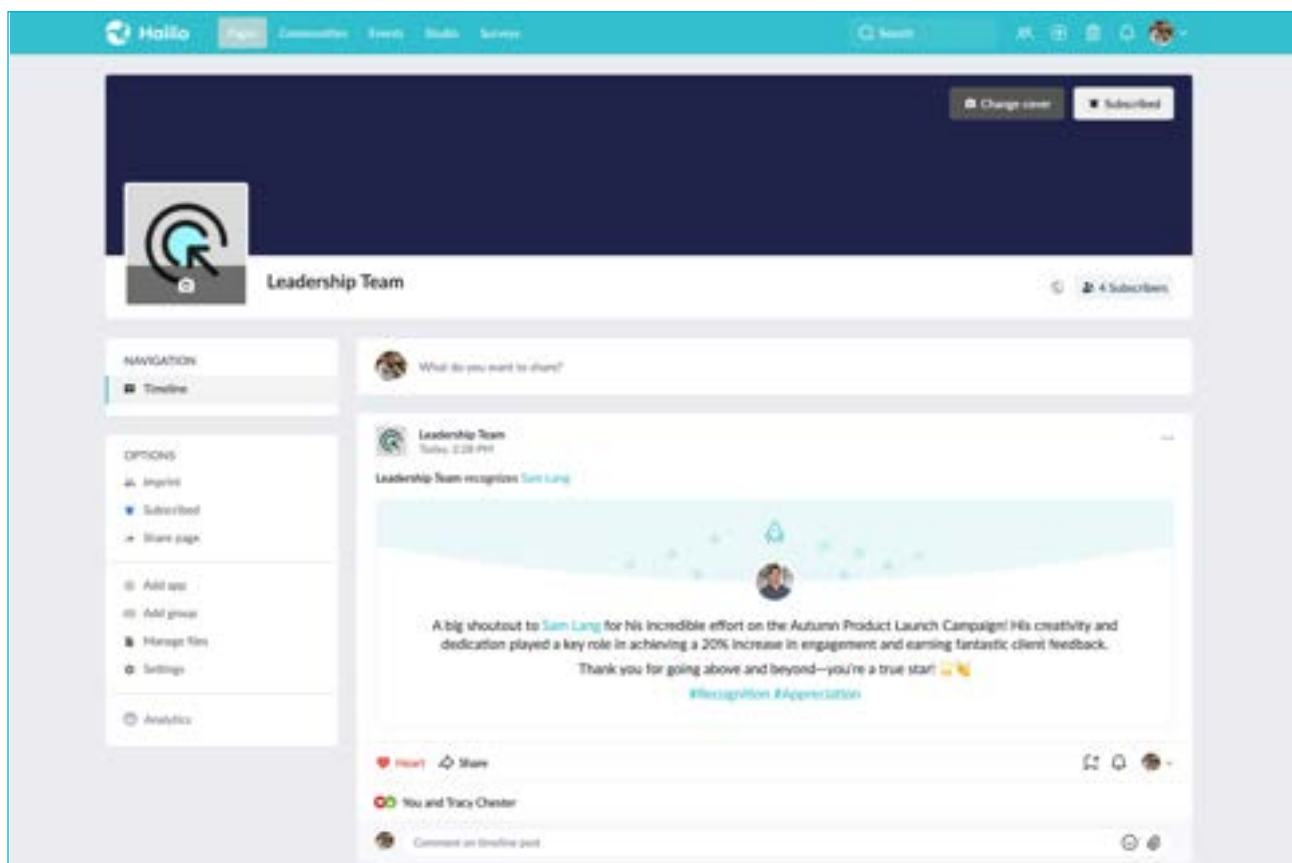 Haiilo
Pages Communities Events Studio Surveys
Search
Change cover
Subscribed
Leadership Team
4 Subscribers
NAVIGATION
Timeline
OPTIONS
Imprint
Subscribed
Share page
Add app
Add group
Manage files
Settings
Analytics
What do you want to share?
Leadership Team
Today, 2:28 PM
Leadership Team recognizes Sam Lang
A big shoutout to Sam Lang for his incredible effort on the Autumn Product Launch Campaign! His creativity and
dedication played a key role in achieving a 20% increase in engagement and earning fantastic client feedback.
Thank you for going above and beyond—you're a true star! ⭐👏
#Recognition #Appreciation
Heart Share
You and Tracy Chester
Comment on timeline post